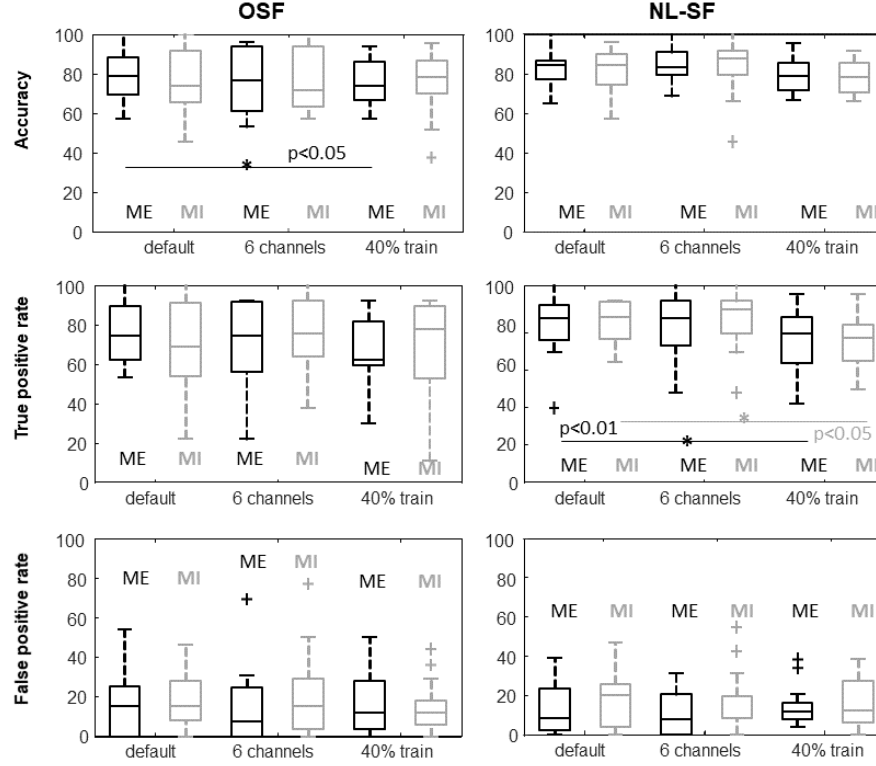 OSF NL-SF
Accuracy
100 100
80 80
60 60
40 40
p<0.05
*
20 20
ME MI ME MI ME MI ME MI ME MI ME MI
0 0
default 6 channels 40% train default 6 channels 40% train
True positive rate
100 100
80 80
60 60
40 40
*
p<0.01 * p<0.05
20 20
ME MI ME MI ME MI ME MI ME MI ME MI
0 0
default 6 channels 40% train default 6 channels 40% train
False positive rate
100 100
80 80
ME MI ME MI ME MI
60 60
ME MI ME MI ME MI
40 40
20 20
0 0
default 6 channels 40% train default 6 channels 40% train